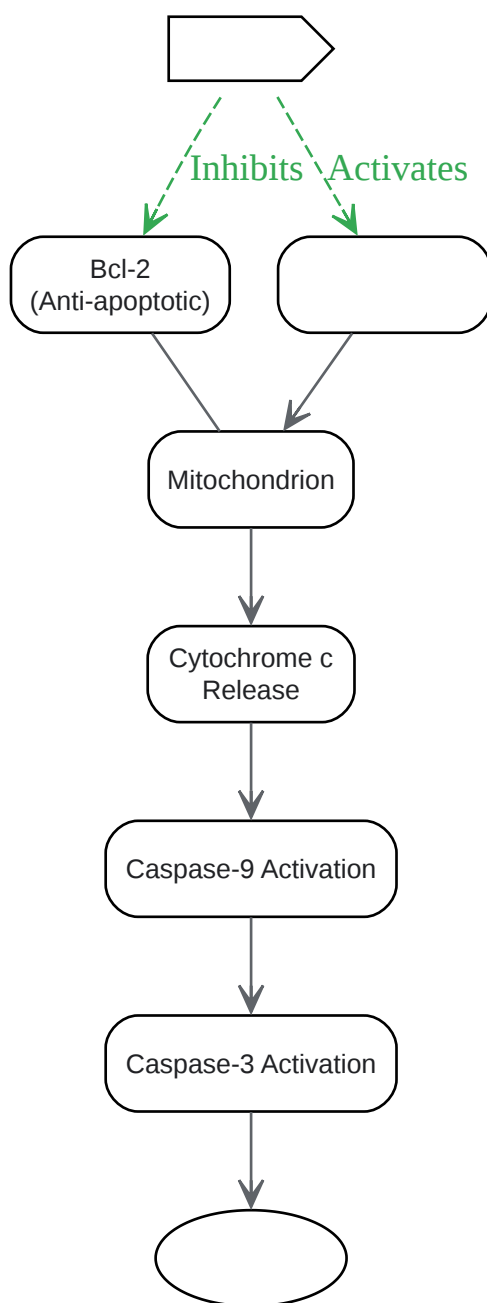 Inhibits
Activates
Bcl-2
(Anti-apoptotic)
Mitochondrion
Cytochrome c
Release
Caspase-9 Activation
Caspase-3 Activation